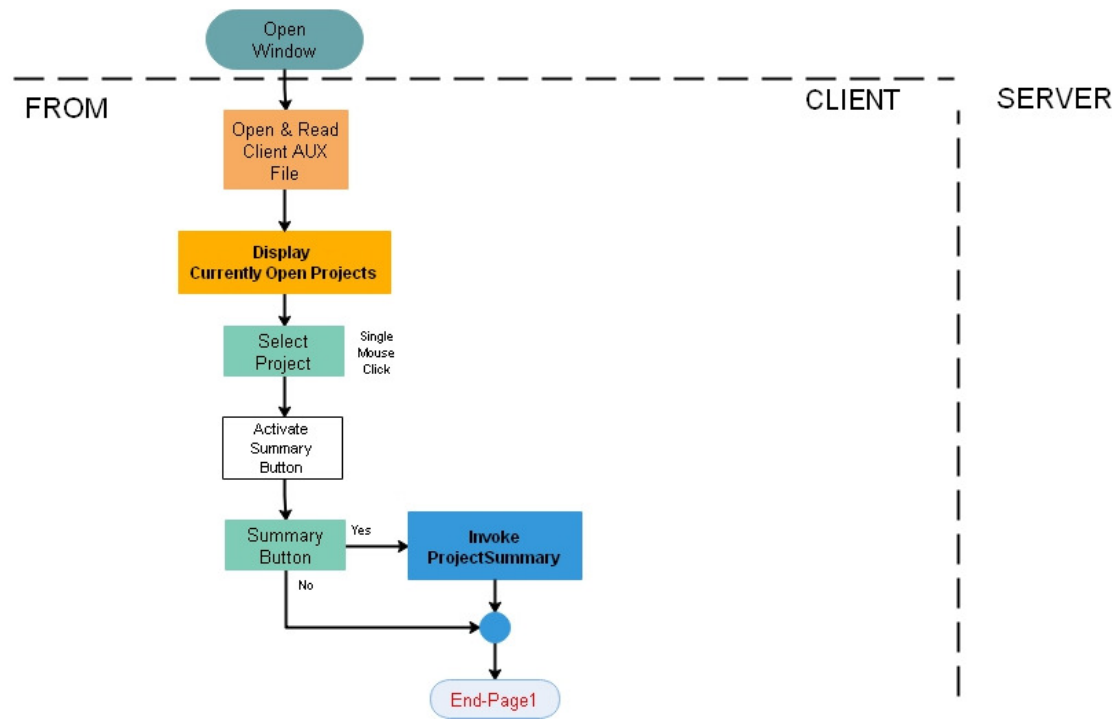 Open
Window
FROM
CLIENT
SERVER
Open & Read
Client AUX
File
Display
Currently Open Projects
Select
Project
Single
Mouse
Click
Activate
Summary
Button
Summary
Button
Yes
Invoke
ProjectSummary
No
End-Page1